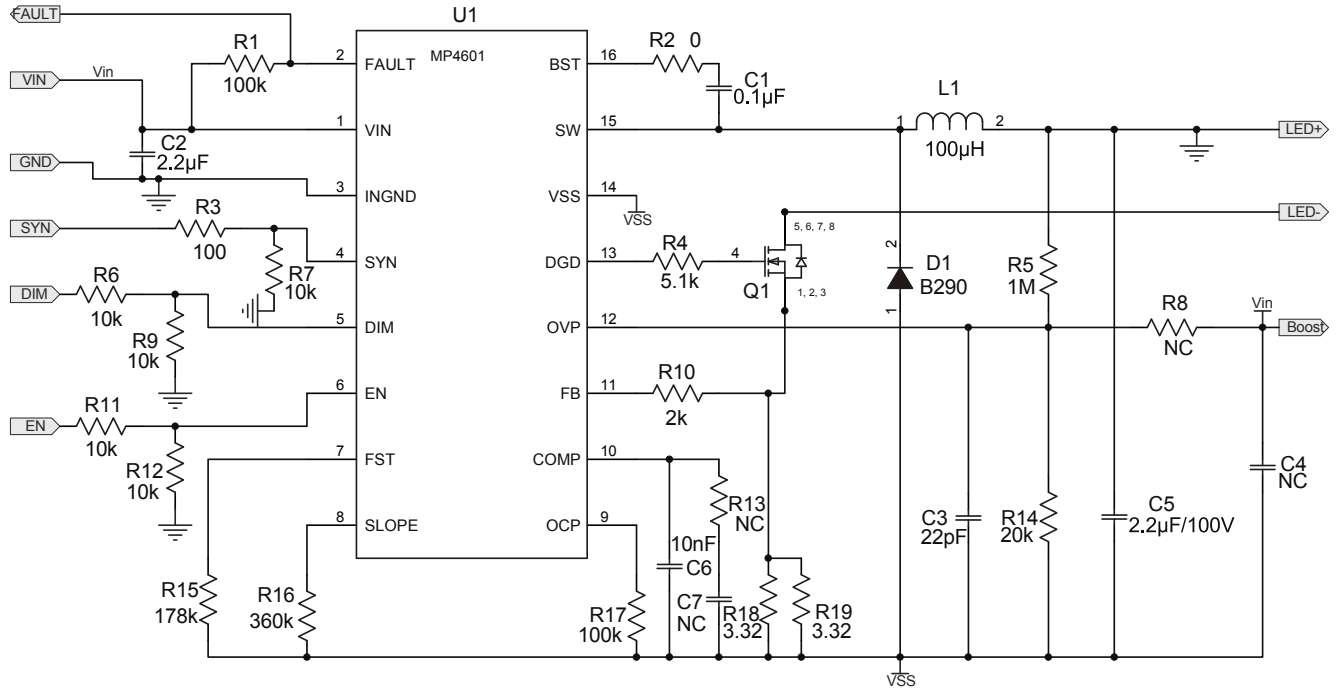 FAULT
U1
R1
100k
2
FAULT
MP4601
BST
16
R2 0
VIN
Vin
C1
0.1µF
L1
1
VIN
SW
15
1
2
100µH
LED+
C2
2.2µF
GND
3
INGND
VSS
14
VSS
LED-
5, 6, 7, 8
SYN
R3
100
4
SYN
DGD
13
R4
5.1k
4
Q1
1, 2, 3
2
D1
B290
1
R5
1M
R7
10k
DIM
R6
10k
R9
10k
5
DIM
OVP
12
R8
NC
Vin
Boost
6
EN
FB
11
R10
2k
EN
R11
10k
R12
10k
7
FST
COMP
10
R13
NC
C4
NC
8
SLOPE
OCP
9
10nF
C6
C3
22pF
R14
20k
C5
2.2µF/100V
R15
178k
R16
360k
R17
100k
C7
NC
R18
3.32
R19
3.32
VSS